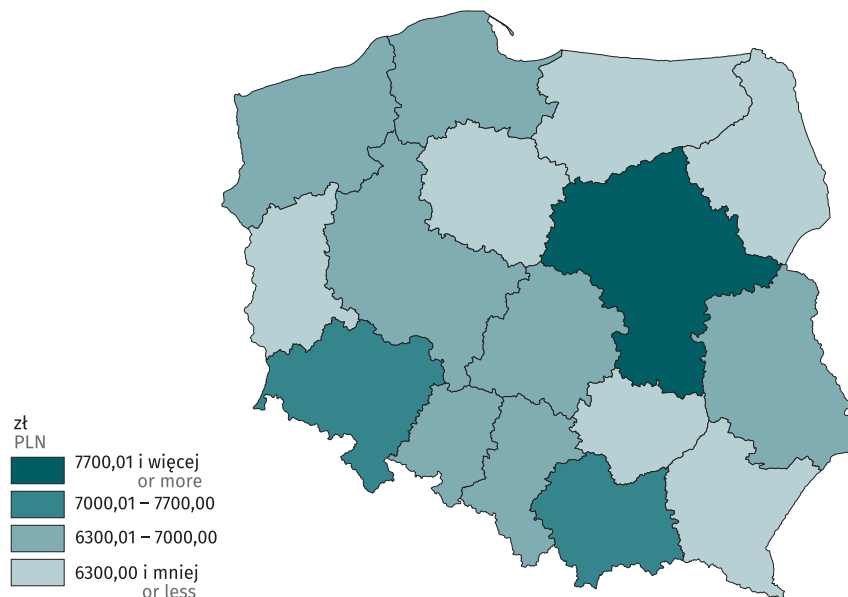 zł
PLN
7700,01 i więcej
or more
7000,01 – 7700,00
6300,01 – 7000,00
6300,00 i mniej
or less